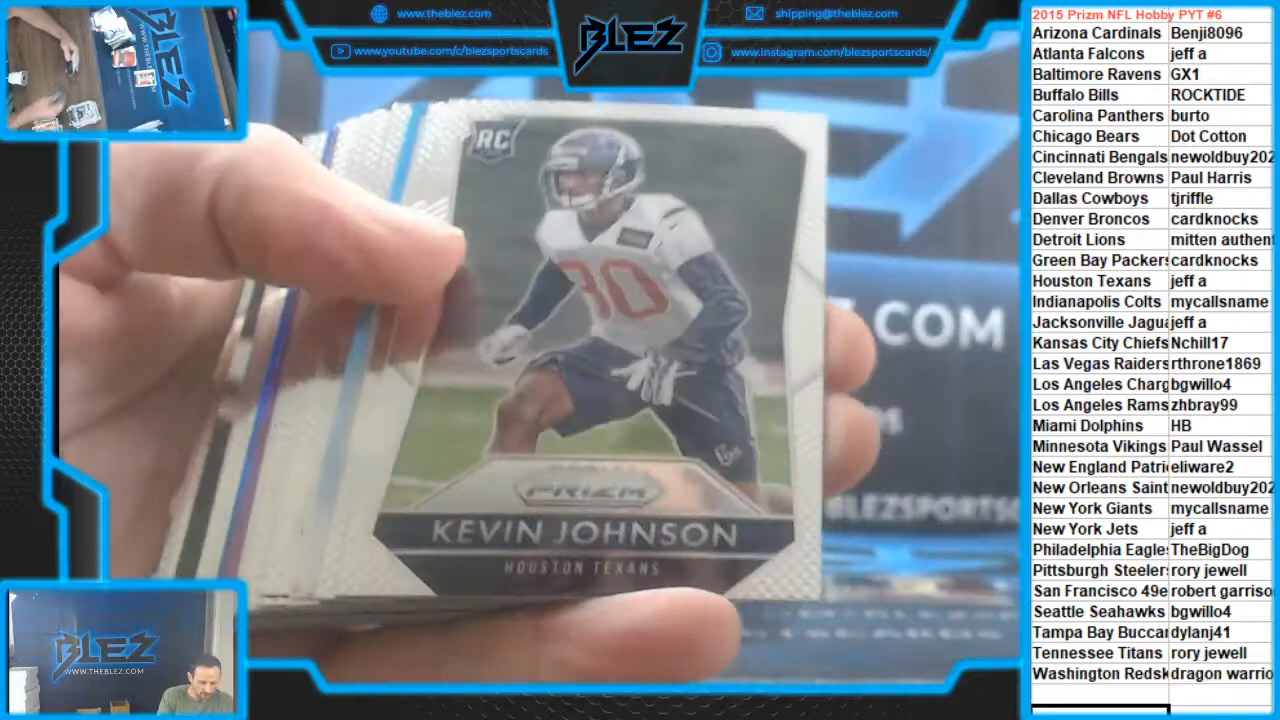 www.theblez.com
shipping@theblez.com
www.youtube.com/c/blezsportscards
www.instagram.com/blezsportscards/
BLEZ
RC
30
PRIZM
KEVIN JOHNSON
HOUSTON TEXANS
.COM
BLEZSPORTS
BLEZ
WWW.THEBLEZ.COM
2015 Prizm NFL Hobby PYT #6
Arizona Cardinals Benji8096
Atlanta Falcons jeff a
Baltimore Ravens GX1
Buffalo Bills ROCKTIDE
Carolina Panthers burto
Chicago Bears Dot Cotton
Cincinnati Bengals newoldbuy202
Cleveland Browns Paul Harris
Dallas Cowboys tjriffle
Denver Broncos cardknocks
Detroit Lions mitten authen
Green Bay Packers cardknocks
Houston Texans jeff a
Indianapolis Colts mycallsname
Jacksonville Jagua jeff a
Kansas City Chiefs Nchill17
Las Vegas Raiders rthrone1869
Los Angeles Charg bgwillo4
Los Angeles Rams zhbray99
Miami Dolphins HB
Minnesota Vikings Paul Wassel
New England Patri eliware2
New Orleans Saint newoldbuy202
New York Giants mycallsname
New York Jets jeff a
Philadelphia Eagle TheBigDog
Pittsburgh Steeler rory jewell
San Francisco 49e robert garriso
Seattle Seahawks bgwillo4
Tampa Bay Bucca dylanj41
Tennessee Titans rory jewell
Washington Redsk dragon warrio